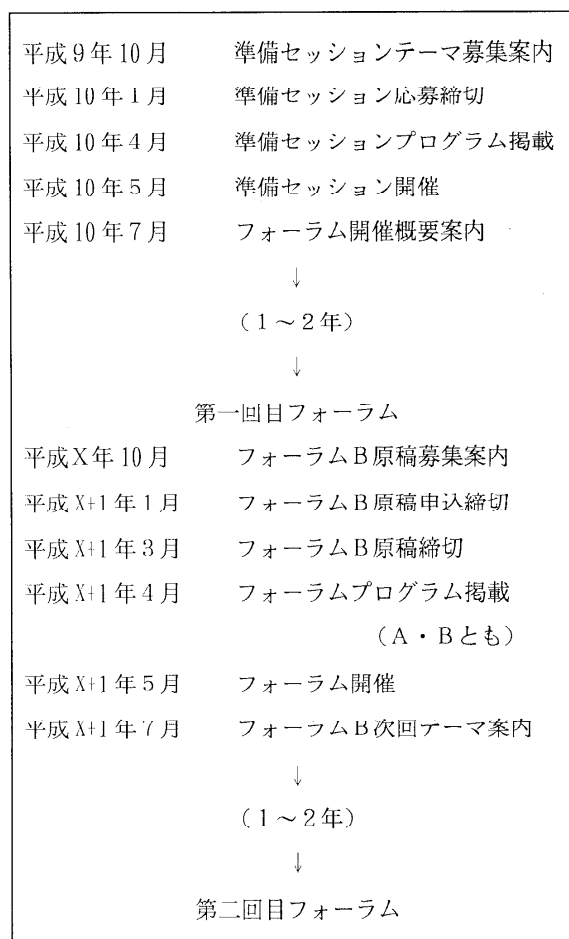 平成9年10月 準備セッションテーマ募集案内
平成10年1月 準備セッション応募締切
平成10年4月 準備セッションプログラム掲載
平成10年5月 準備セッション開催
平成10年7月 フォーラム開催概要案内
↓
（1～2年）
↓
第一回目フォーラム
平成X年10月 フォーラムB原稿募集案内
平成X+1年1月 フォーラムB原稿申込締切
平成X+1年3月 フォーラムB原稿締切
平成X+1年4月 フォーラムプログラム掲載
（A・Bとも）
平成X+1年5月 フォーラム開催
平成X+1年7月 フォーラムB次回テーマ案内
↓
（1～2年）
↓
第二回目フォーラム